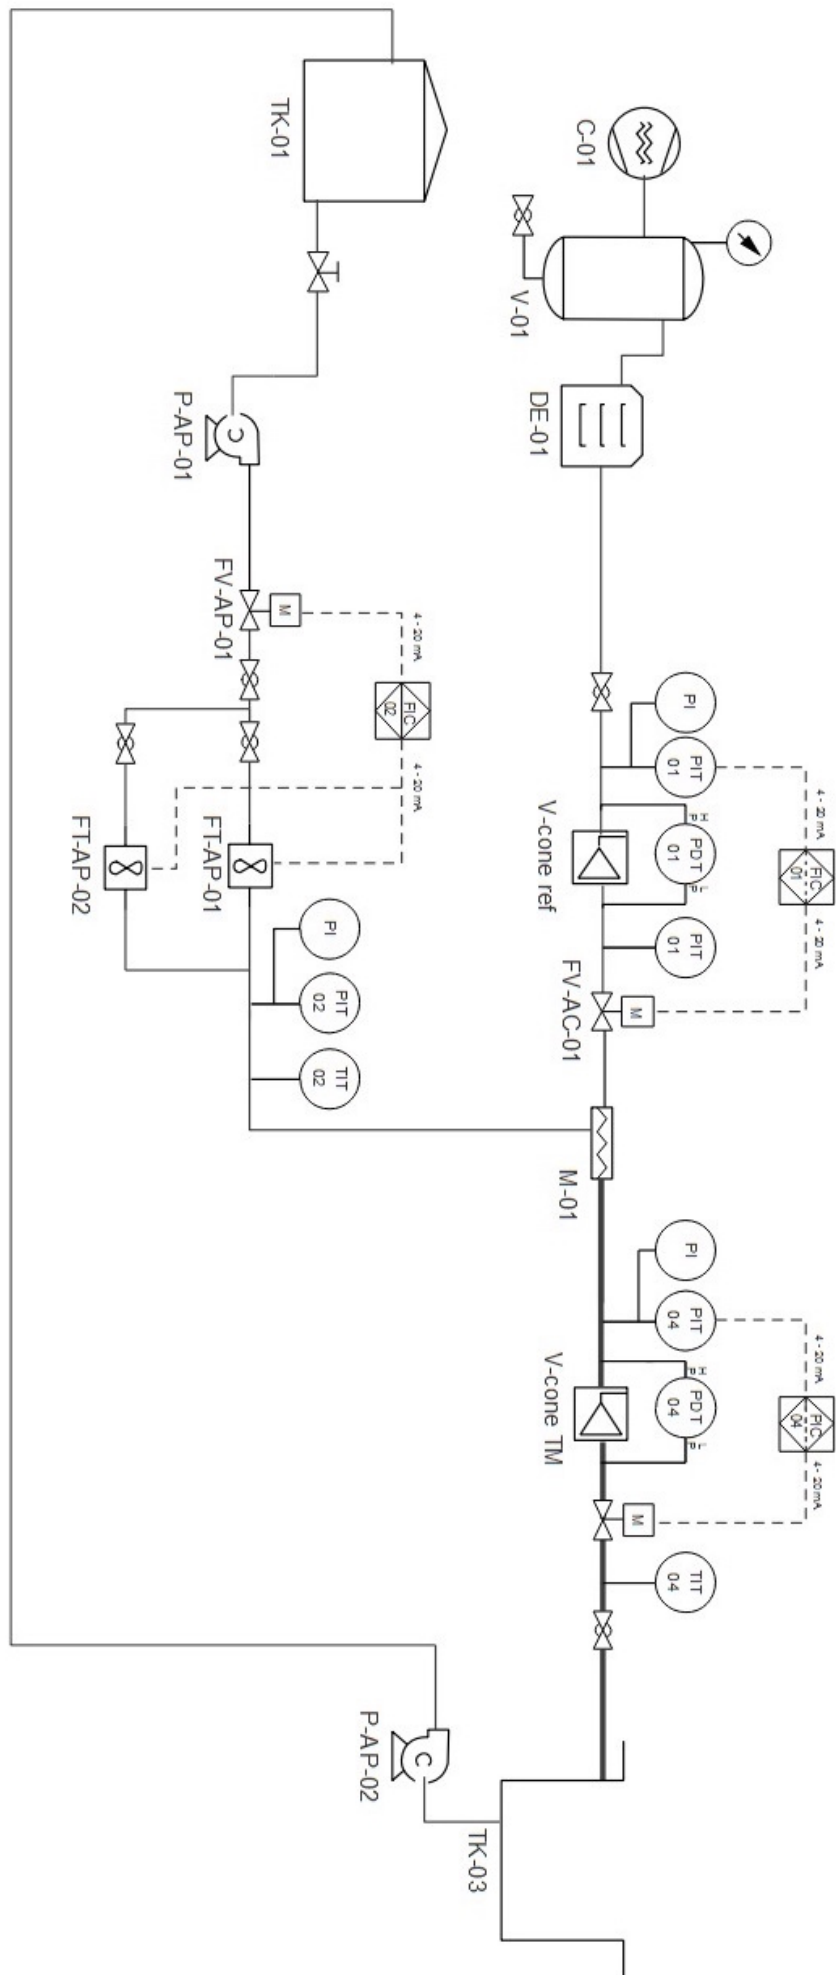 C-01
V-01
DE-01
PI
PIT
01
H
P
PDT
01
L
P
V-cone ref
PIT
01
4 - 20 mA
FIC
01
4 - 20 mA
FV-AC-01
M
M-01
PI
PIT
04
H
P
PDT
04
L
P
V-cone TM
4 - 20 mA
PIC
04
4 - 20 mA
M
TIT
04
TK-01
P-AP-01
C
FV-AP-01
M
4 - 20 mA
FIC
02
4 - 20 mA
FT-AP-01
FT-AP-02
PI
PIT
02
TIT
02
P-AP-02
C
TK-03